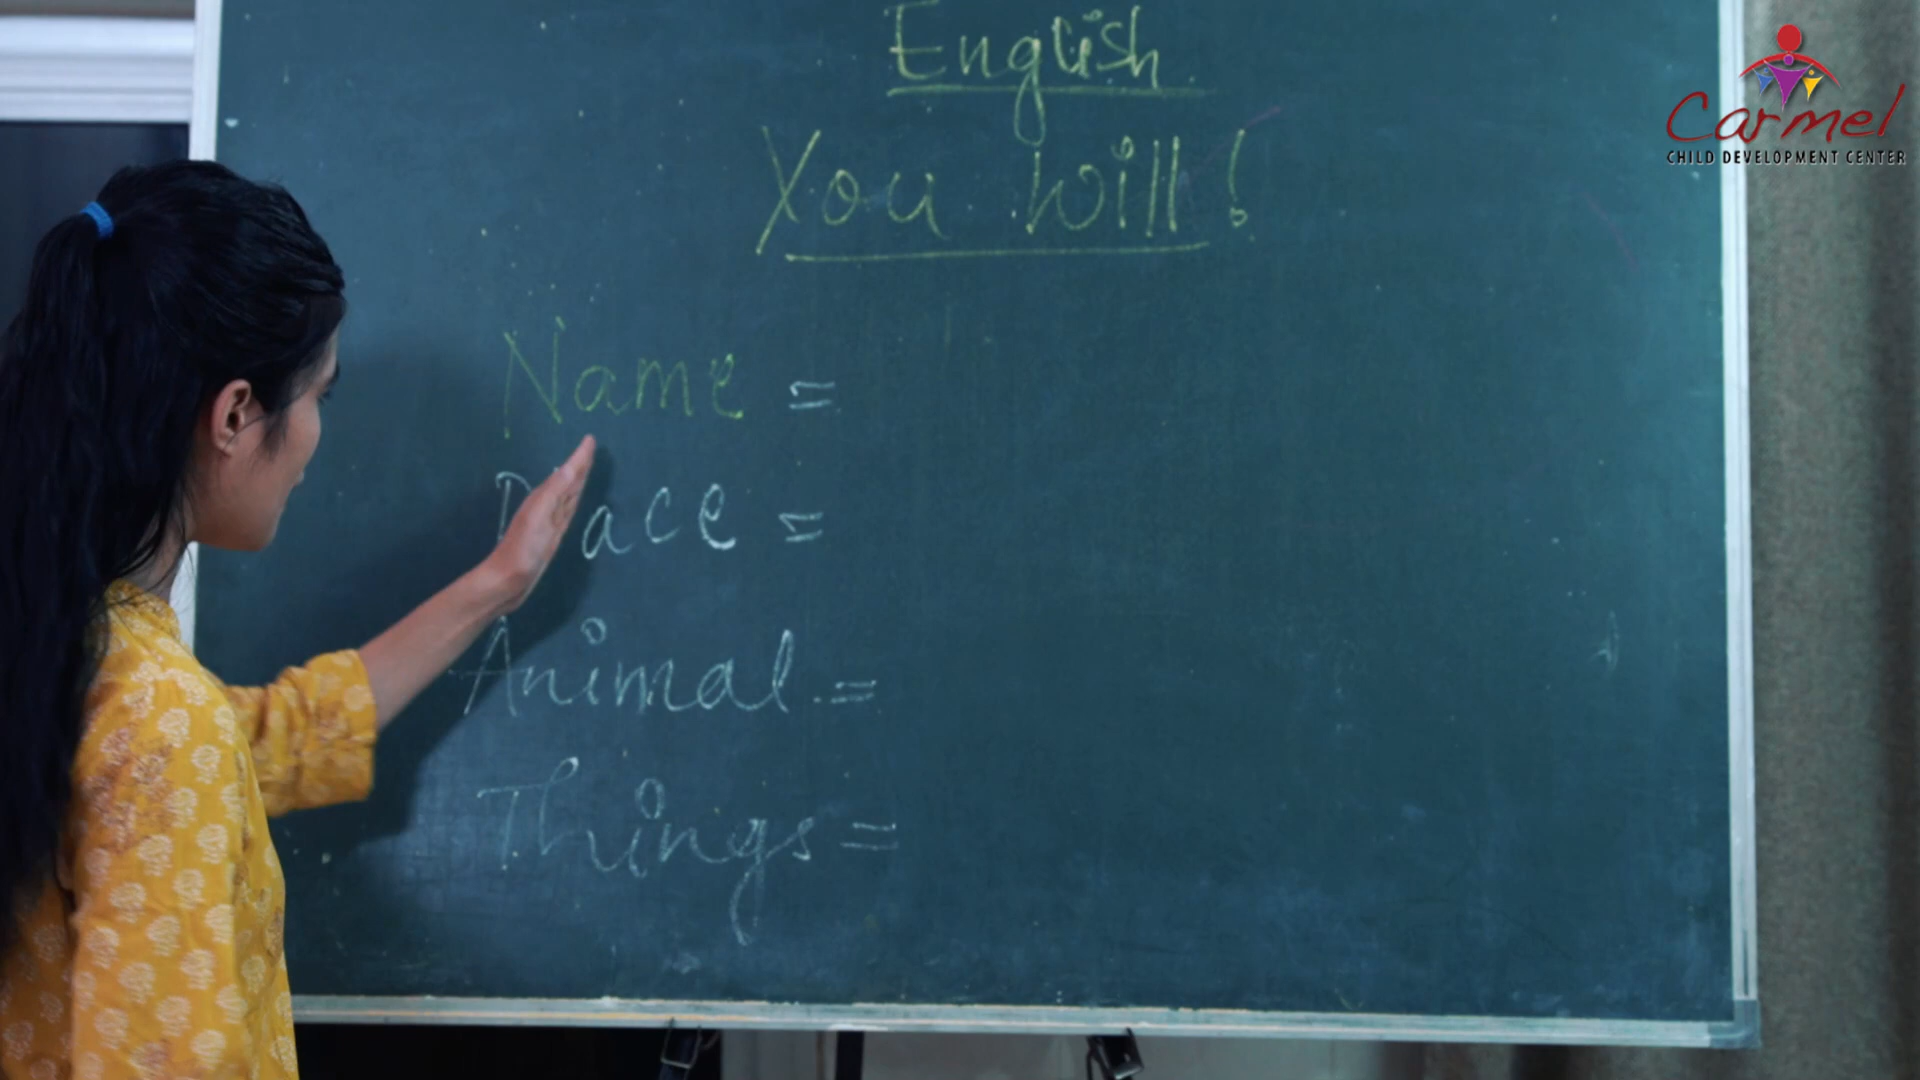 English
You will!
Name =
Place =
Animal =
Things =
Carmel
CHILD DEVELOPMENT CENTER